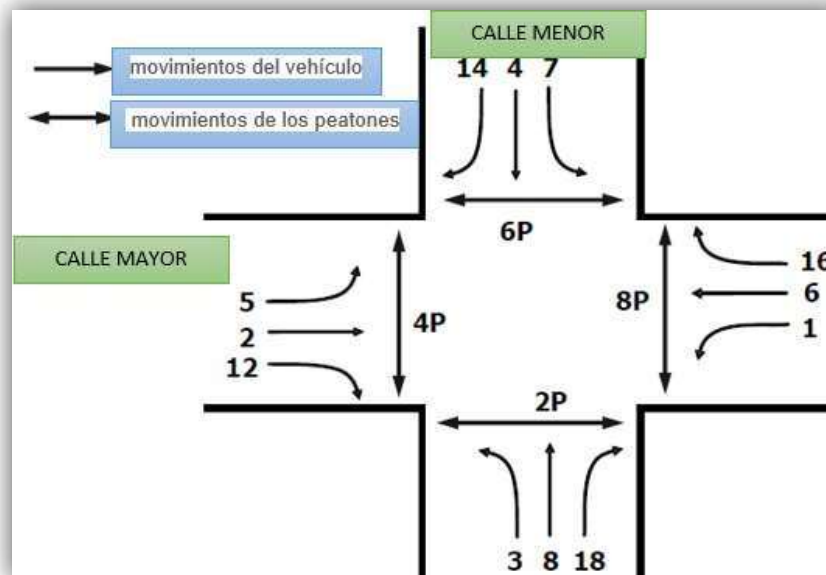 CALLE MENOR
movimientos del vehículo
14 4 7
movimientos de los peatones
6P
CALLE MAYOR
16
5
4P
8P
6
2
1
12
2P
3 8 18